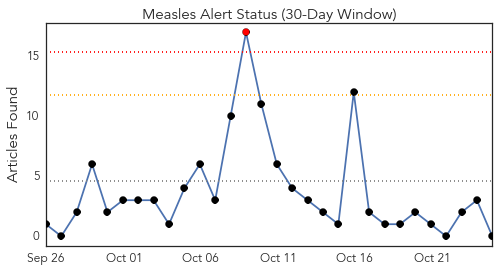 Measles Alert Status (30-Day Window)
Articles Found
15
10
5
0
Sep 26 Oct 01 Oct 06 Oct 11 Oct 16 Oct 21